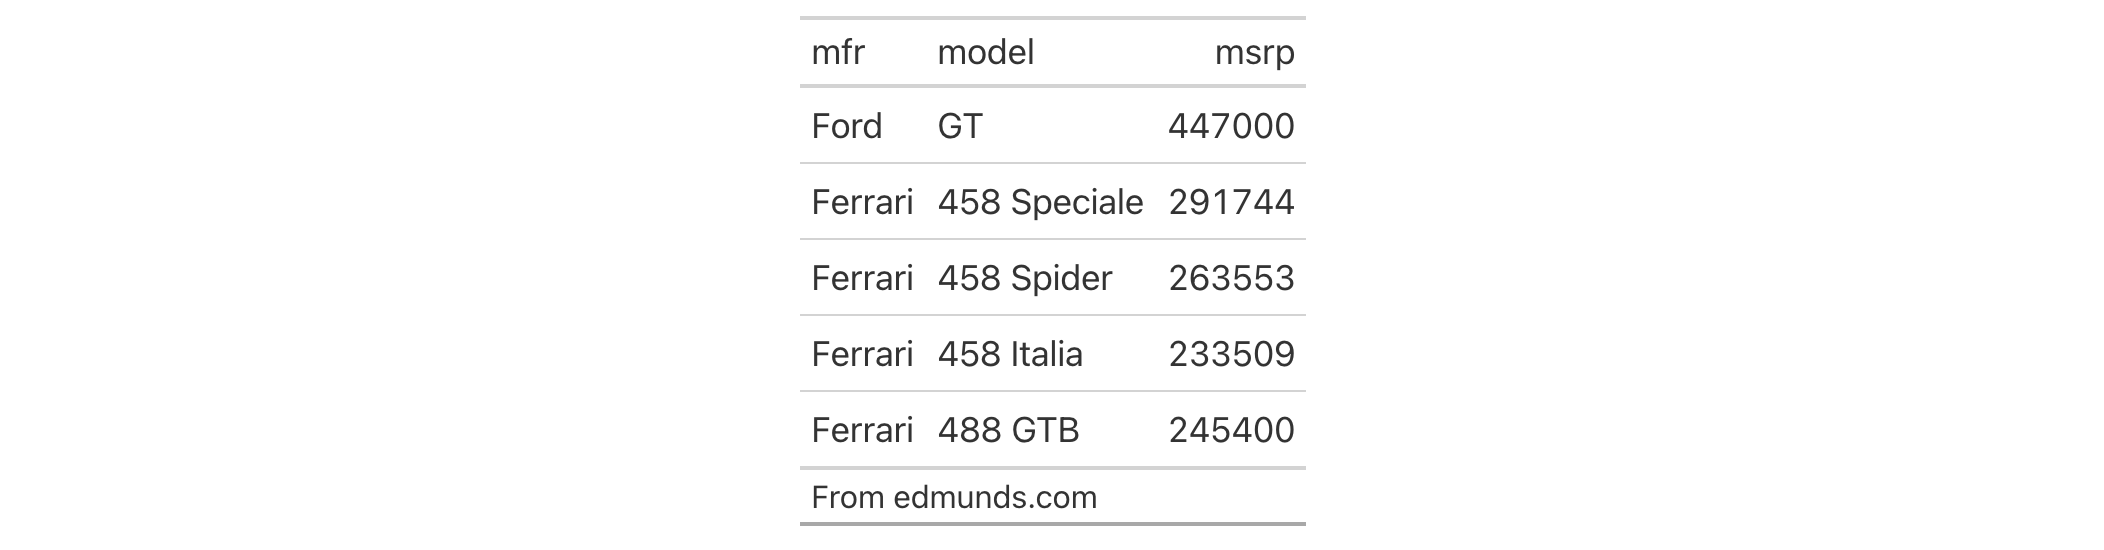 mfr model msrp
Ford GT 447000
Ferrari 458 Speciale 291744
Ferrari 458 Spider 263553
Ferrari 458 Italia 233509
Ferrari 488 GTB 245400
From edmunds.com